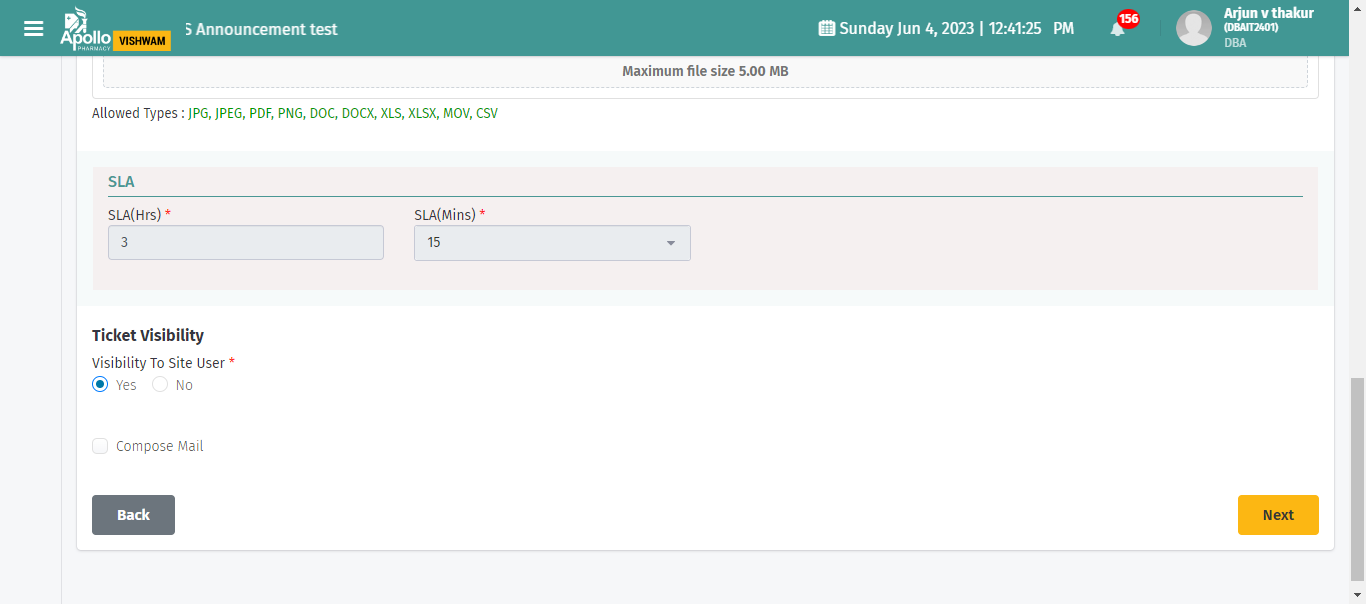 Apollo
PHARMACY
VISHWAM
S Announcement test
Sunday Jun 4, 2023 | 12:41:25 PM
156
Arjun v thakur
(DBAIT2401)
DBA
Maximum file size 5.00 MB
Allowed Types : JPG, JPEG, PDF, PNG, DOC, DOCX, XLS, XLSX, MOV, CSV
SLA
SLA(Hrs) *
SLA(Mins) *
3
15
Ticket Visibility
Visibility To Site User *
Yes
No
Compose Mail
Back
Next